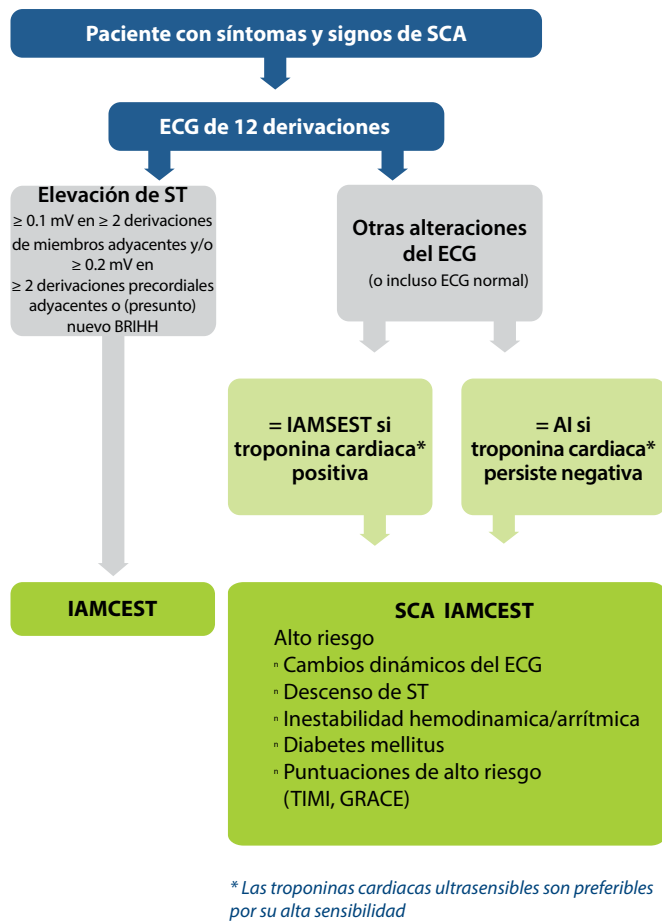 Paciente con síntomas y signos de SCA
ECG de 12 derivaciones
Elevación de ST
≥ 0.1 mV en ≥ 2 derivaciones
de miembros adyacentes y/o
≥ 0.2 mV en
≥ 2 derivaciones precordiales
adyacentes o (presunto)
nuevo BRIHH
Otras alteraciones
del ECG
(o incluso ECG normal)
= IAMSEST si
troponina cardiaca*
positiva
= AI si
troponina cardiaca*
persiste negativa
IAMCEST
SCA IAMCEST
Alto riesgo
n Cambios dinámicos del ECG
n Descenso de ST
n Inestabilidad hemodinamica/arrítmica
n Diabetes mellitus
n Puntuaciones de alto riesgo
(TIMI, GRACE)
* Las troponinas cardiacas ultrasensibles son preferibles
por su alta sensibilidad